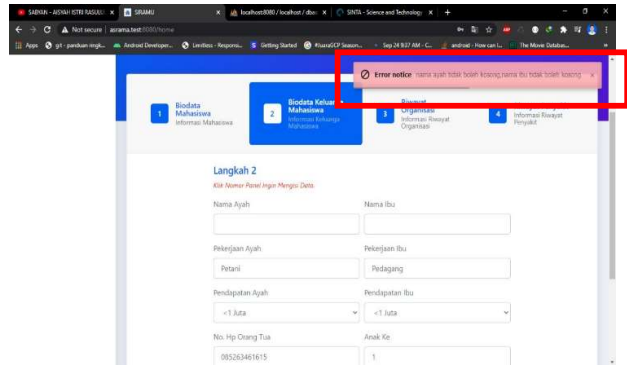 SABYAN - AISYAH ISTRI RASULU
SIRAMU
localhost:8080 / localhost / dba
SINTA - Science and Technology
Not secure
asrama.test:8080/home
Apps
git - panduan ringk...
Android Developer...
Limitless - Respons...
Getting Started
#JuaraGCP Season...
Sep 24 9:27 AM - C...
android - How can I...
The Movie Databas...
Error notice nama ayah tidak boleh kosong,nama ibu tidak boleh kosong
1
Biodata
Mahasiswa
Informasi Mahasiswa
2
Biodata Keluarga
Mahasiswa
Informasi Keluarga
Mahasiswa
3
Riwayat
Organisasi
Informasi Riwayat
Organisasi
4
Informasi Riwayat
Penyakit
Langkah 2
Klik Nomor Panel Ingin Mengisi Data
Nama Ayah
Nama Ibu
Pekerjaan Ayah
Pekerjaan Ibu
Petani
Pedagang
Pendapatan Ayah
Pendapatan Ibu
<1 Juta
<1 Juta
No. Hp Orang Tua
Anak Ke
085263461615
1